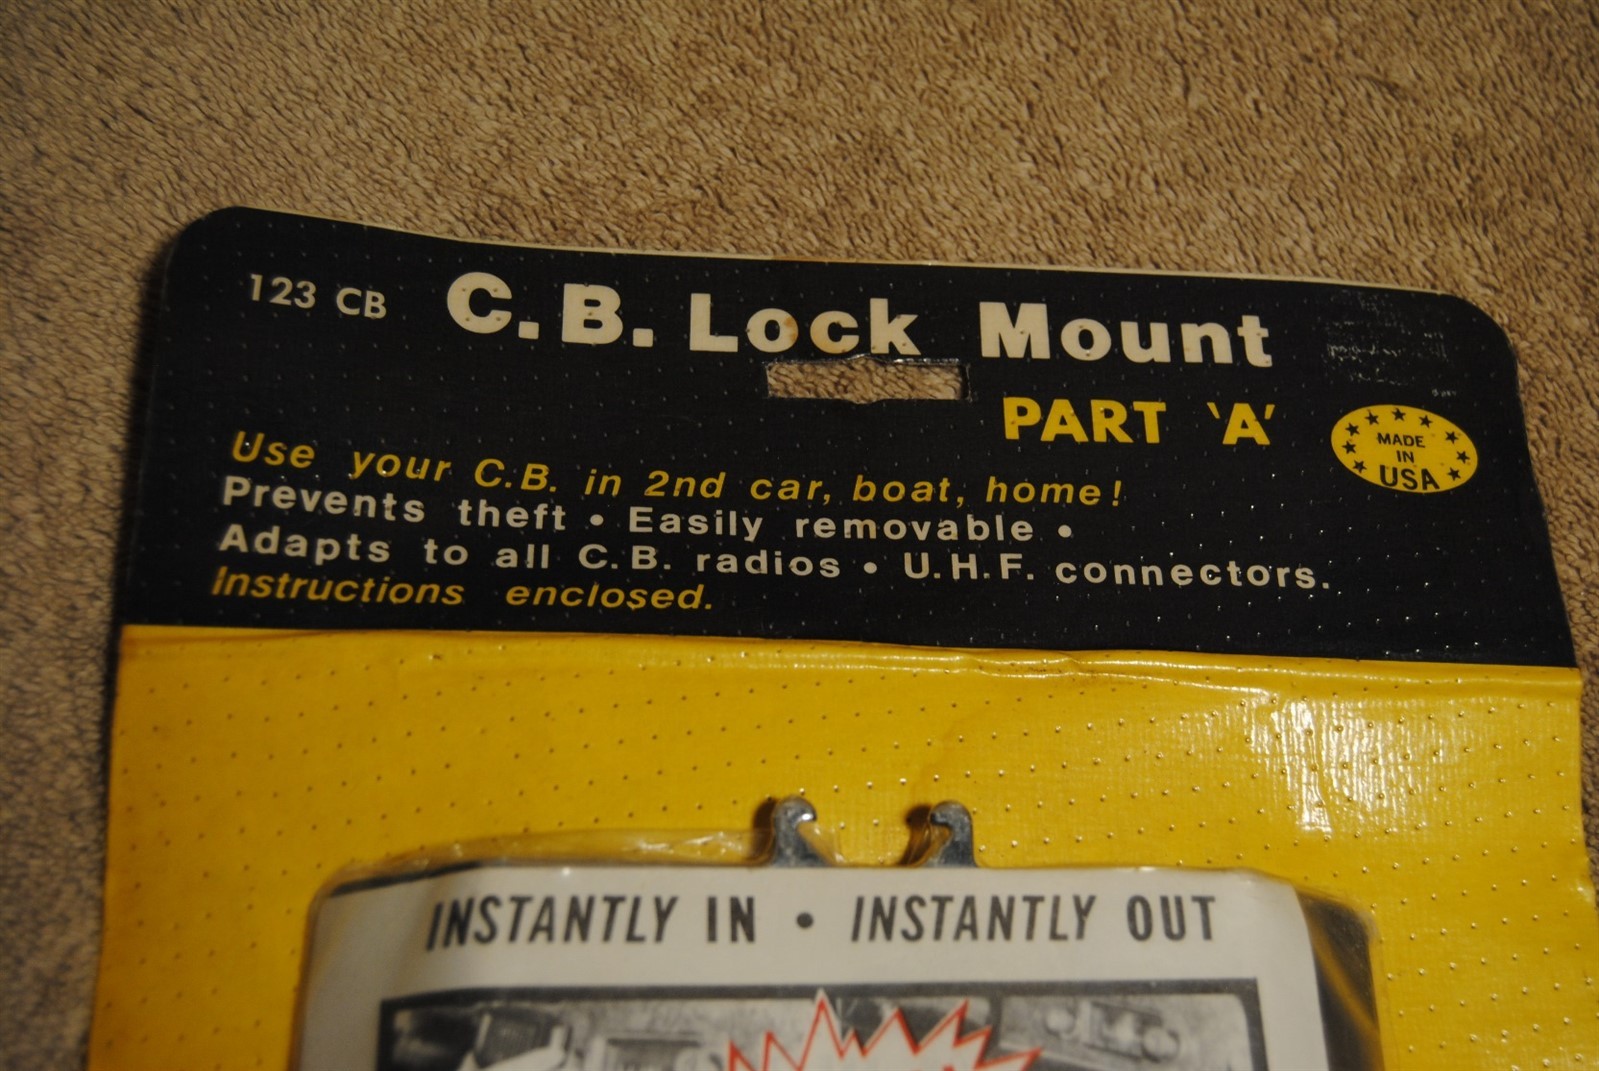 123 CB
C.B. Lock Mount
PART 'A'
MADE
IN
USA
Use your C.B. in 2nd car, boat, home!
Prevents theft • Easily removable •
Adapts to all C.B. radios • U.H.F. connectors.
Instructions enclosed.
INSTANTLY IN • INSTANTLY OUT